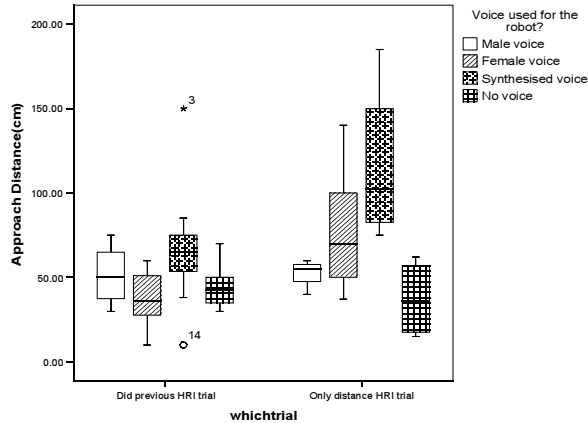 Voice used for the
robot?
Male voice
Female voice
Synthesised voice
No voice
Approach Distance(cm)
200.00
150.00
100.00
50.00
0.00
3
14
Did previous HRI trial
Only distance HRI trial
whichtrial